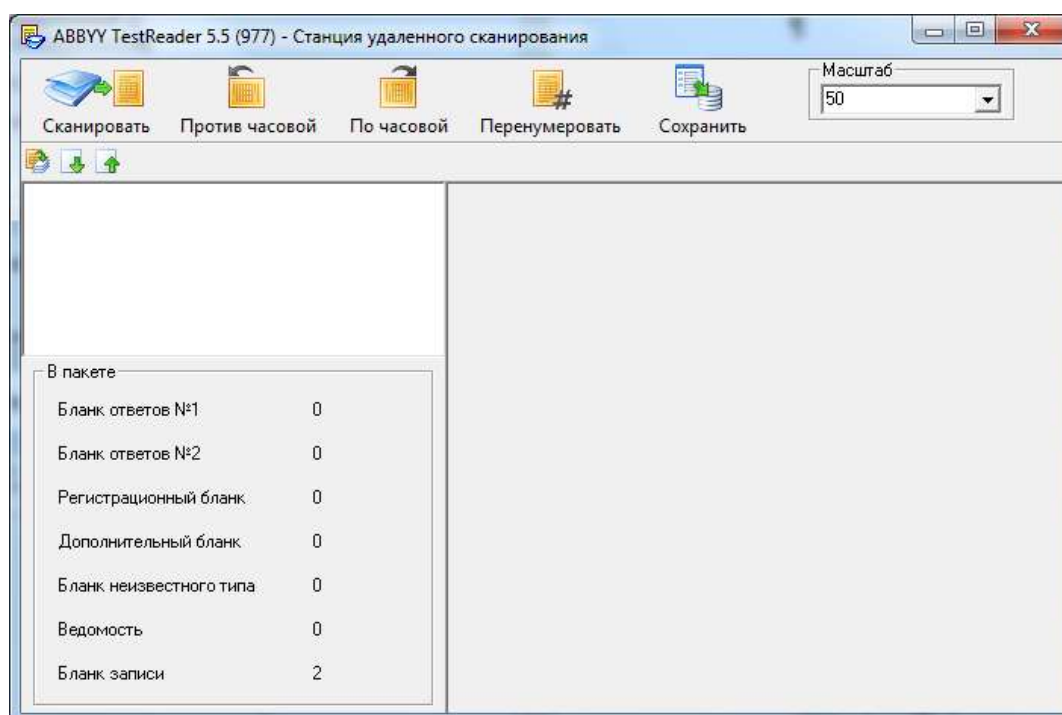 ABBYY TestReader 5.5 (977) - Станция удаленного сканирования
Сканировать
Против часовой
По часовой
Перенумеровать
Сохранить
Масштаб
50
В пакете
Бланк ответов №1 0
Бланк ответов №2 0
Регистрационный бланк 0
Дополнительный бланк 0
Бланк неизвестного типа 0
Ведомость 0
Бланк записи 2